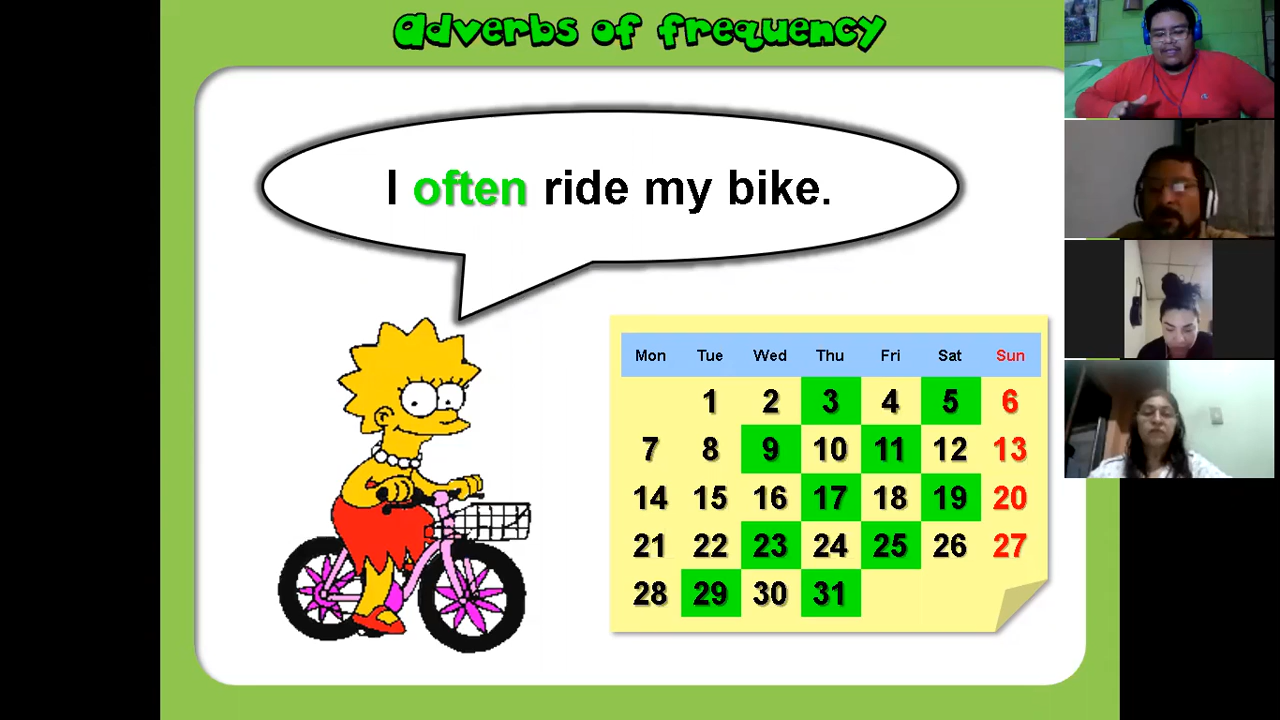 Adverbs of frequency
I often ride my bike.
Mon Tue Wed Thu Fri Sat Sun
1 2 3 4 5 6
7 8 9 10 11 12 13
14 15 16 17 18 19 20
21 22 23 24 25 26 27
28 29 30 31